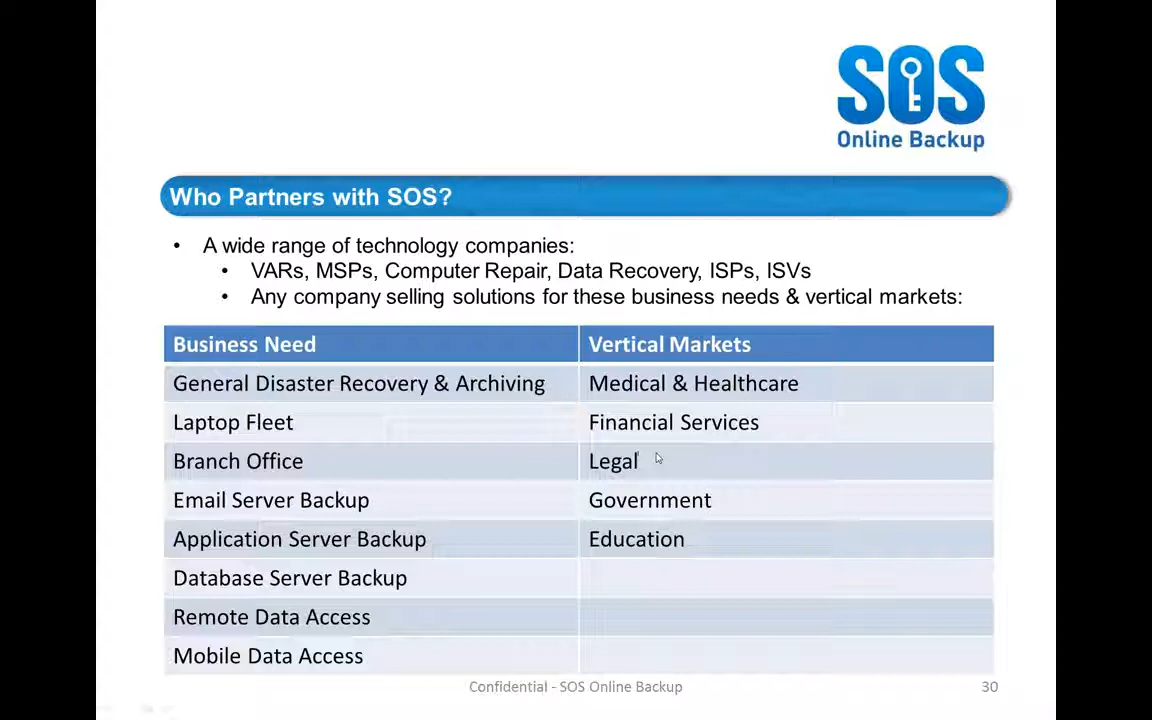 SOS
Online Backup
Who Partners with SOS?
• A wide range of technology companies:
• VARs, MSPs, Computer Repair, Data Recovery, ISPs, ISVs
• Any company selling solutions for these business needs & vertical markets:
Business Need Vertical Markets
General Disaster Recovery & Archiving Medical & Healthcare
Laptop Fleet Financial Services
Branch Office Legal
Email Server Backup Government
Application Server Backup Education
Database Server Backup
Remote Data Access
Mobile Data Access
Confidential - SOS Online Backup 30